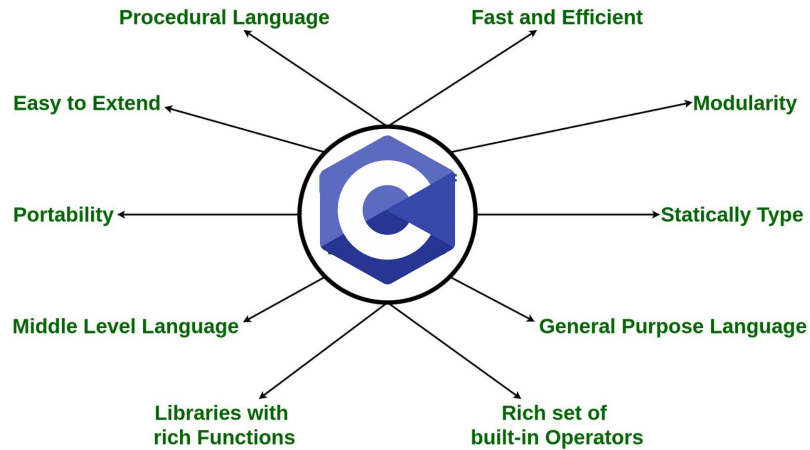 Procedural Language
Fast and Efficient
Easy to Extend
Modularity
Portability
C
Statically Type
Middle Level Language
General Purpose Language
Libraries with
rich Functions
Rich set of
built-in Operators